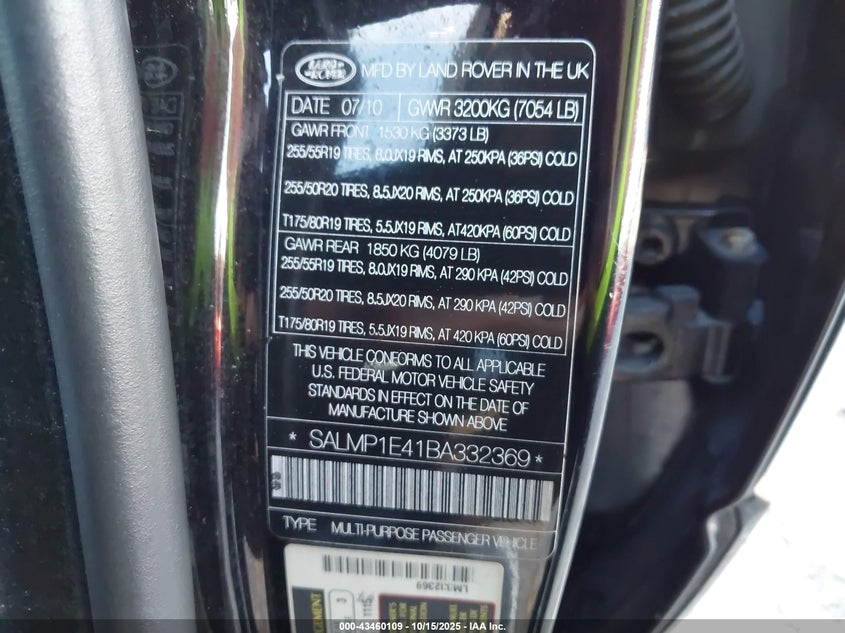 LAND ROVER MFD BY LAND ROVER IN THE UK
DATE 07/10 GVWR 3200KG (7054 LB)
GAWR FRONT 1530 KG (3373 LB)
255/55R19 TIRES, 8.0JX19 RIMS, AT 250KPA (36PSI) COLD
255/50R20 TIRES, 8.5JX20 RIMS, AT 250KPA (36PSI) COLD
T175/80R19 TIRES, 5.5JX19 RIMS, AT420KPA (60PSI) COLD
GAWR REAR 1850 KG (4079 LB)
255/55R19 TIRES, 8.0JX19 RIMS, AT 290 KPA (42PSI) COLD
255/50R20 TIRES, 8.5JX20 RIMS, AT 290 KPA (42PSI) COLD
T175/80R19 TIRES, 5.5JX19 RIMS, AT 420 KPA (60PSI) COLD
THIS VEHICLE CONFORMS TO ALL APPLICABLE
U.S. FEDERAL MOTOR VEHICLE SAFETY
STANDARDS IN EFFECT ON THE DATE OF
MANUFACTURE SHOWN ABOVE
* SALMP1E41BA332369 *
TYPE MULTI-PURPOSE PASSENGER VEHICLE
LM332369
000-43460109 - 10/15/2025 - IAA Inc.